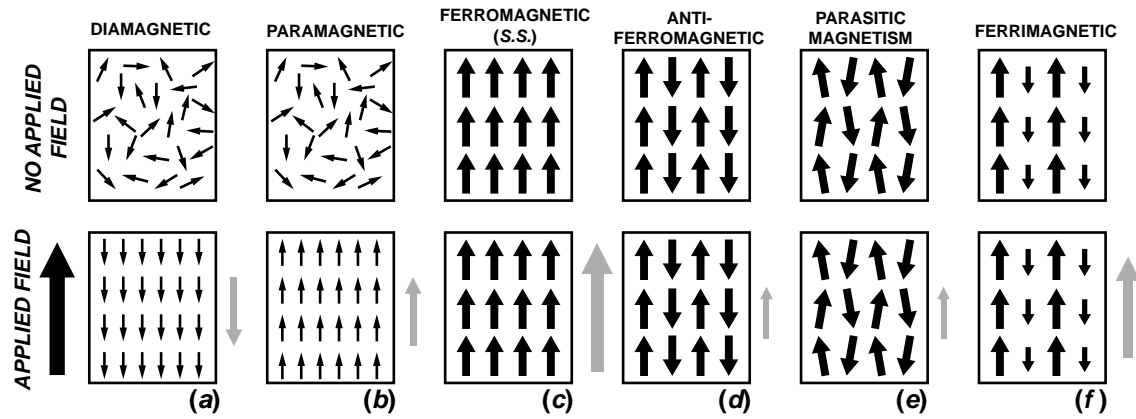 DIAMAGNETIC
PARAMAGNETIC
FERROMAGNETIC
(S.S.)
ANTI-
FERROMAGNETIC
PARASITIC
MAGNETISM
FERRIMAGNETIC
NO APPLIED
FIELD
APPLIED FIELD
(a)
(b)
(c)
(d)
(e)
(f)